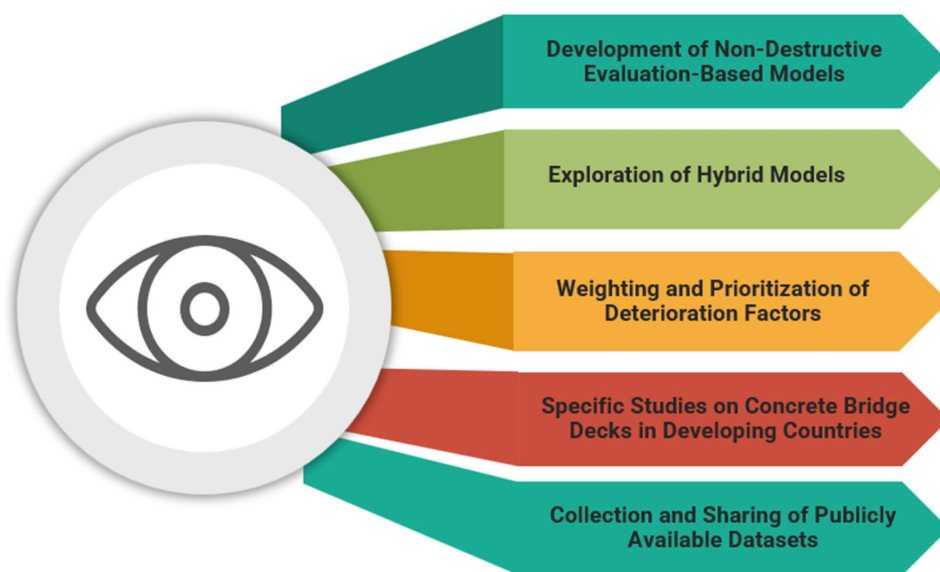 Development of Non-Destructive
Evaluation-Based Models
Exploration of Hybrid Models
Weighting and Prioritization of
Deterioration Factors
Specific Studies on Concrete Bridge
Decks in Developing Countries
Collection and Sharing of Publicly
Available Datasets